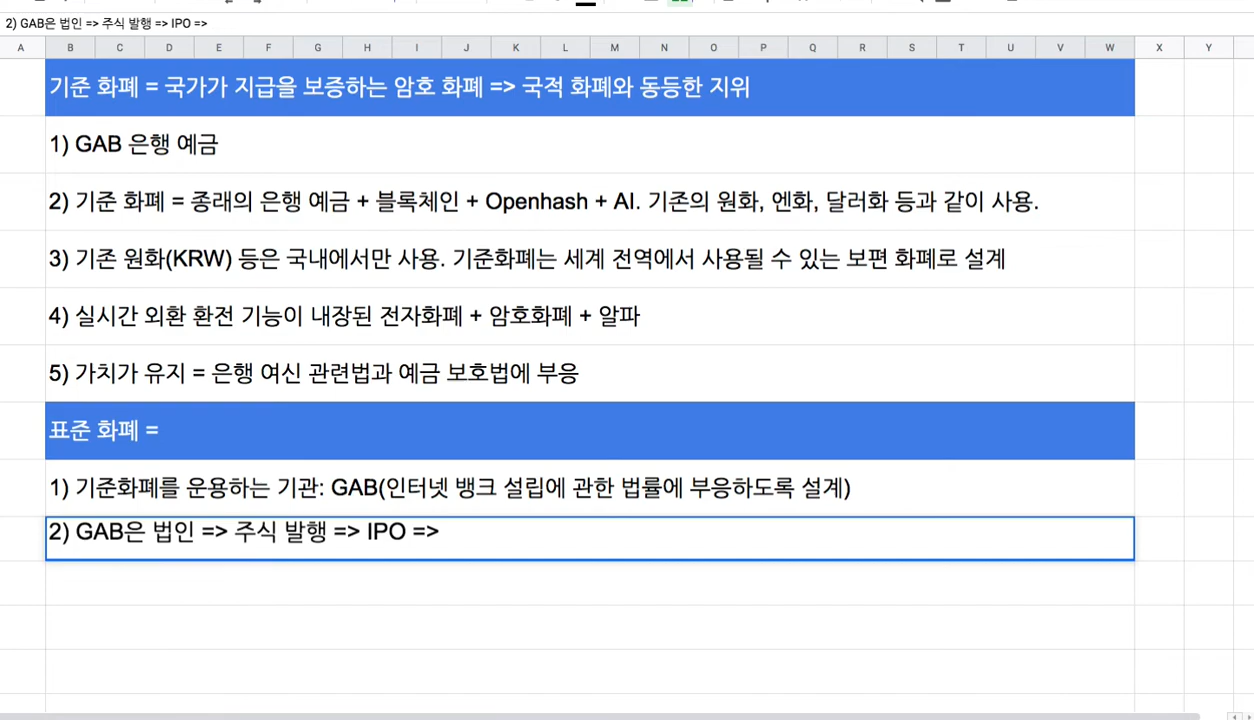 2) GAB은 법인 => 주식 발행 => IPO =>
A B C D E F G H I J K L M N O P Q R S T U V W X Y
기준 화폐 = 국가가 지급을 보증하는 암호 화폐 => 국적 화폐와 동등한 지위
1) GAB 은행 예금
2) 기준 화폐 = 종래의 은행 예금 + 블록체인 + Openhash + AI. 기존의 원화, 엔화, 달러화 등과 같이 사용.
3) 기존 원화(KRW) 등은 국내에서만 사용. 기준화폐는 세계 전역에서 사용될 수 있는 보편 화폐로 설계
4) 실시간 외환 환전 기능이 내장된 전자화폐 + 암호화폐 + 알파
5) 가치가 유지 = 은행 여신 관련법과 예금 보호법에 부응
표준 화폐 =
1) 기준화폐를 운용하는 기관: GAB(인터넷 뱅크 설립에 관한 법률에 부응하도록 설계)
2) GAB은 법인 => 주식 발행 => IPO =>